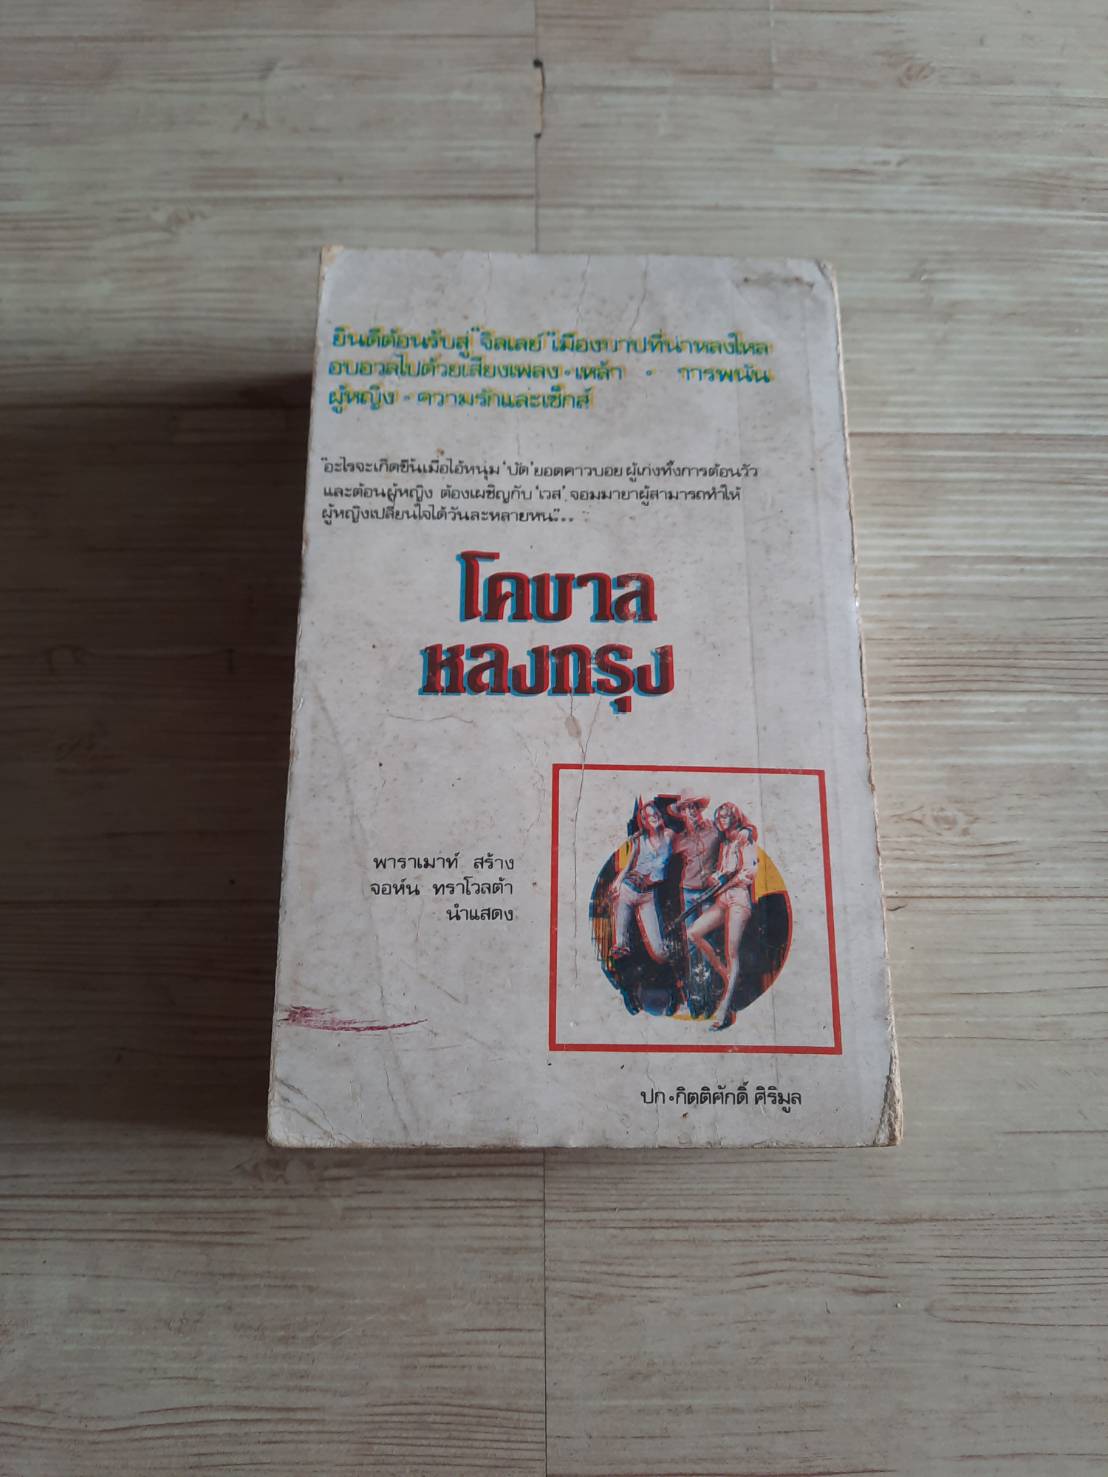 ยินดีต้อนรับสู่ "จิลเลย์" เมืองบาปที่น่าหลงใหล
อบอวลไปด้วยเสียงเพลง • เหล้า • การพนัน
ผู้หญิง • ความรักและเซ็กส์
"อะไรจะเกิดขึ้นเมื่อไอ้หนุ่ม 'บัด' ยอดคาวบอย ผู้เก่งทั้งการต้อนวัว
และต้อนผู้หญิง ต้องเผชิญกับ 'เวส' จอมมายาผู้สามารถทำให้
ผู้หญิงเปลี่ยนใจได้วันละหลายหน"...
โคบาล
หลงกรุง
พาราเมาท์ สร้าง
จอห์น ทราโวลต้า
นำแสดง
ปก • กิตติศักดิ์ ศิริมูล